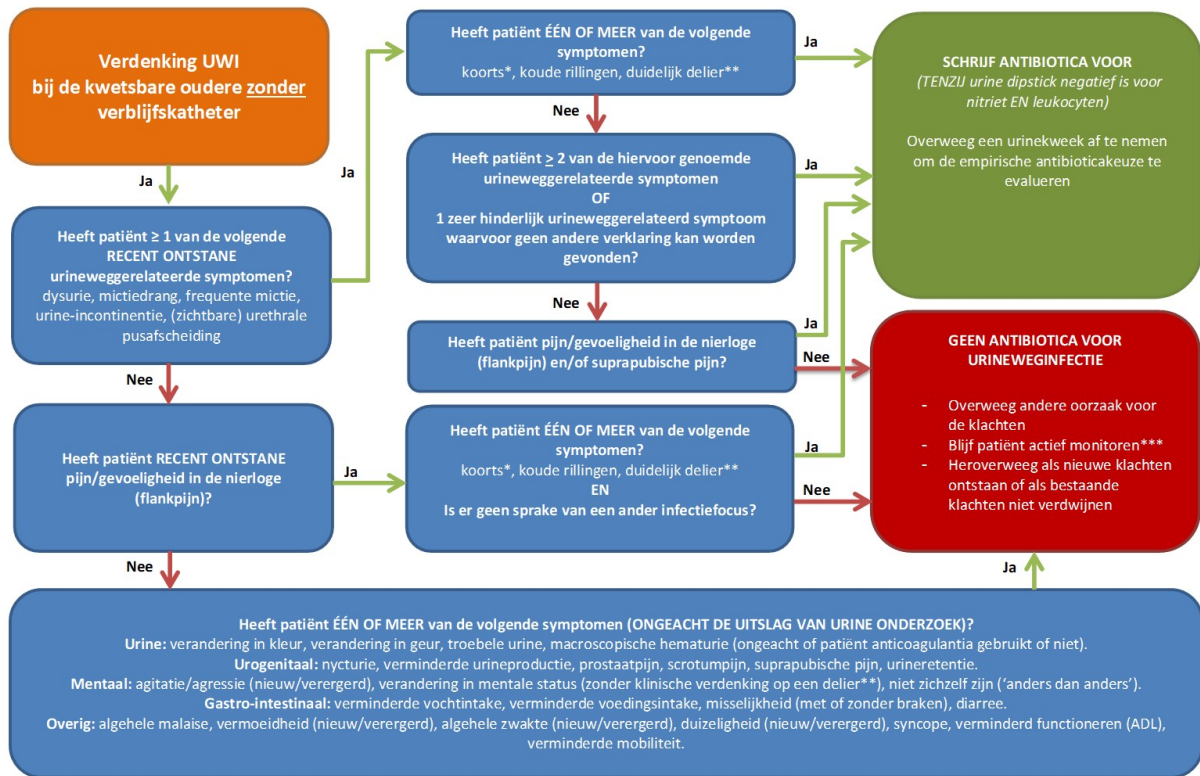 Verdenking UWI
bij de kwetsbare oudere zonder
verblijfskatheter
Ja
Heeft patiënt ≥ 1 van de volgende
RECENT ONTSTANE
urineweggerelateerde symptomen?
dysurie, mictiedrang, frequente mictie,
urine-incontinentie, (zichtbare) urethrale
pusafscheiding
Ja
Nee
Heeft patiënt ÉÉN OF MEER van de volgende
symptomen?
koorts*, koude rillingen, duidelijk delier**
Ja
Nee
Heeft patiënt ≥ 2 van de hiervoor genoemde
urineweggerelateerde symptomen
OF
1 zeer hinderlijk urineweggerelateerd symptoom
waarvoor geen andere verklaring kan worden
gevonden?
Ja
Nee
Heeft patiënt pijn/gevoeligheid in de nierloge
(flankpijn) en/of suprapubische pijn?
Ja
Nee
SCHRIJF ANTIBIOTICA VOOR
(TENZIJ urine dipstick negatief is voor
nitriet EN leukocyten)
Overweeg een urinekweek af te nemen
om de empirische antibioticakeuze te
evalueren
Heeft patiënt RECENT ONTSTANE
pijn/gevoeligheid in de nierloge
(flankpijn)?
Ja
Nee
Heeft patiënt ÉÉN OF MEER van de volgende
symptomen?
koorts*, koude rillingen, duidelijk delier**
EN
Is er geen sprake van een ander infectiefocus?
Ja
Nee
GEEN ANTIBIOTICA VOOR
URINEWEGINFECTIE
- Overweeg andere oorzaak voor
de klachten
- Blijf patiënt actief monitoren***
- Heroverweeg als nieuwe klachten
ontstaan of als bestaande
klachten niet verdwijnen
Ja
Heeft patiënt ÉÉN OF MEER van de volgende symptomen (ONGEACHT DE UITSLAG VAN URINE ONDERZOEK)?
Urine: verandering in kleur, verandering in geur, troebele urine, macroscopische hematurie (ongeacht of patiënt anticoagulantia gebruikt of niet).
Urogenitaal: nycturie, verminderde urineproductie, prostaatpijn, scrotumpijn, suprapubische pijn, urineretentie.
Mentaal: agitatie/agressie (nieuw/verergerd), verandering in mentale status (zonder klinische verdenking op een delier**), niet zichzelf zijn (‘anders dan anders’).
Gastro-intestinaal: verminderde vochtintake, verminderde voedingsintake, misselijkheid (met of zonder braken), diarree.
Overig: algehele malaise, vermoeidheid (nieuw/verergerd), algehele zwakte (nieuw/verergerd), duizeligheid (nieuw/verergerd), syncope, verminderd functioneren (ADL),
verminderde mobiliteit.